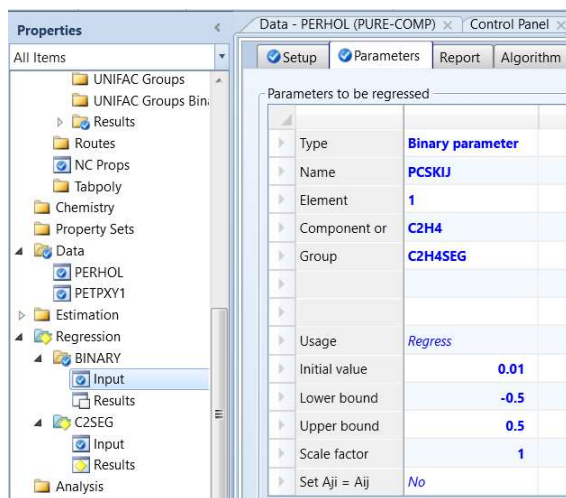 Properties
All Items
UNIFAC Groups
UNIFAC Groups Bin
Results
Routes
NC Props
Tabpoly
Chemistry
Property Sets
Data
PERHOL
PETPXY1
Estimation
Regression
BINARY
Input
Results
C2SEG
Input
Results
Analysis
Data - PERHOL (PURE-COMP) Control Panel
Setup Parameters Report Algorithm
Parameters to be regressed
Type Binary parameter
Name PCSKIJ
Element 1
Component or C2H4
Group C2H4SEG
Usage Regress
Initial value 0.01
Lower bound -0.5
Upper bound 0.5
Scale factor 1
Set Aji = Aij No